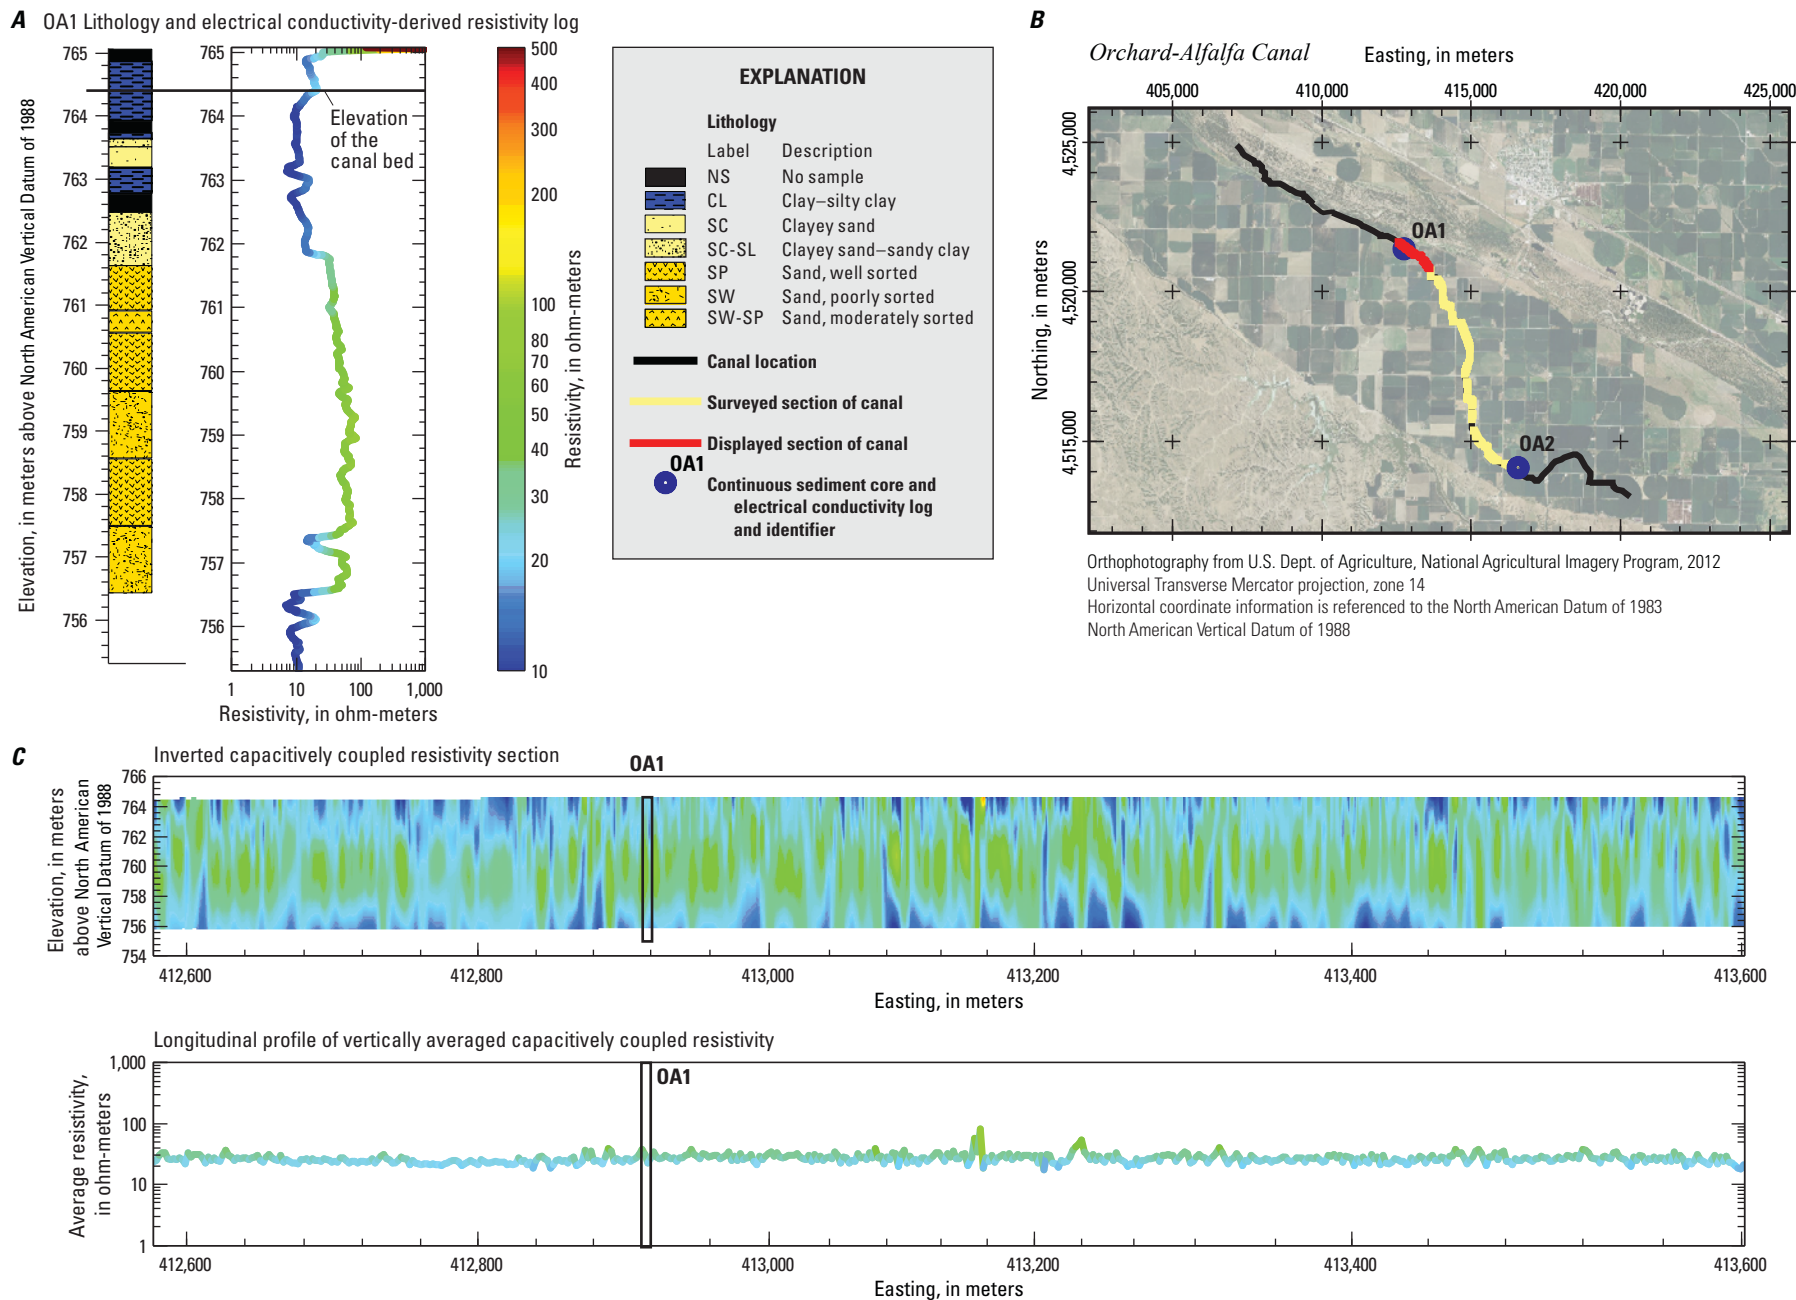 A OA1 Lithology and electrical conductivity-derived resistivity log
Elevation, in meters above North American Vertical Datum of 1988
765
764
763
762
761
760
759
758
757
756
765
764
763
762
761
760
759
758
757
756
Elevation
of the
canal bed
1 10 100 1,000
Resistivity, in ohm-meters
500
400
300
200
100
80
70
60
50
40
30
20
10
Resistivity, in ohm-meters
EXPLANATION
Lithology
Label Description
NS No sample
CL Clay–silty clay
SC Clayey sand
SC-SL Clayey sand–sandy clay
SP Sand, well sorted
SW Sand, poorly sorted
SW-SP Sand, moderately sorted
Canal location
Surveyed section of canal
Displayed section of canal
OA1
Continuous sediment core and
electrical conductivity log
and identifier
B
Orchard-Alfalfa Canal Easting, in meters
405,000 410,000 415,000 420,000 425,000
Northing, in meters
4,525,000
4,520,000
4,515,000
OA1
OA2
Orthophotography from U.S. Dept. of Agriculture, National Agricultural Imagery Program, 2012
Universal Transverse Mercator projection, zone 14
Horizontal coordinate information is referenced to the North American Datum of 1983
North American Vertical Datum of 1988
C Inverted capacitively coupled resistivity section
OA1
Elevation, in meters
above North American
Vertical Datum of 1988
766
764
762
760
758
756
754
412,600 412,800 413,000 413,200 413,400 413,600
Easting, in meters
Longitudinal profile of vertically averaged capacitively coupled resistivity
OA1
Average resistivity,
in ohm-meters
1,000
100
10
1
412,600 412,800 413,000 413,200 413,400 413,600
Easting, in meters